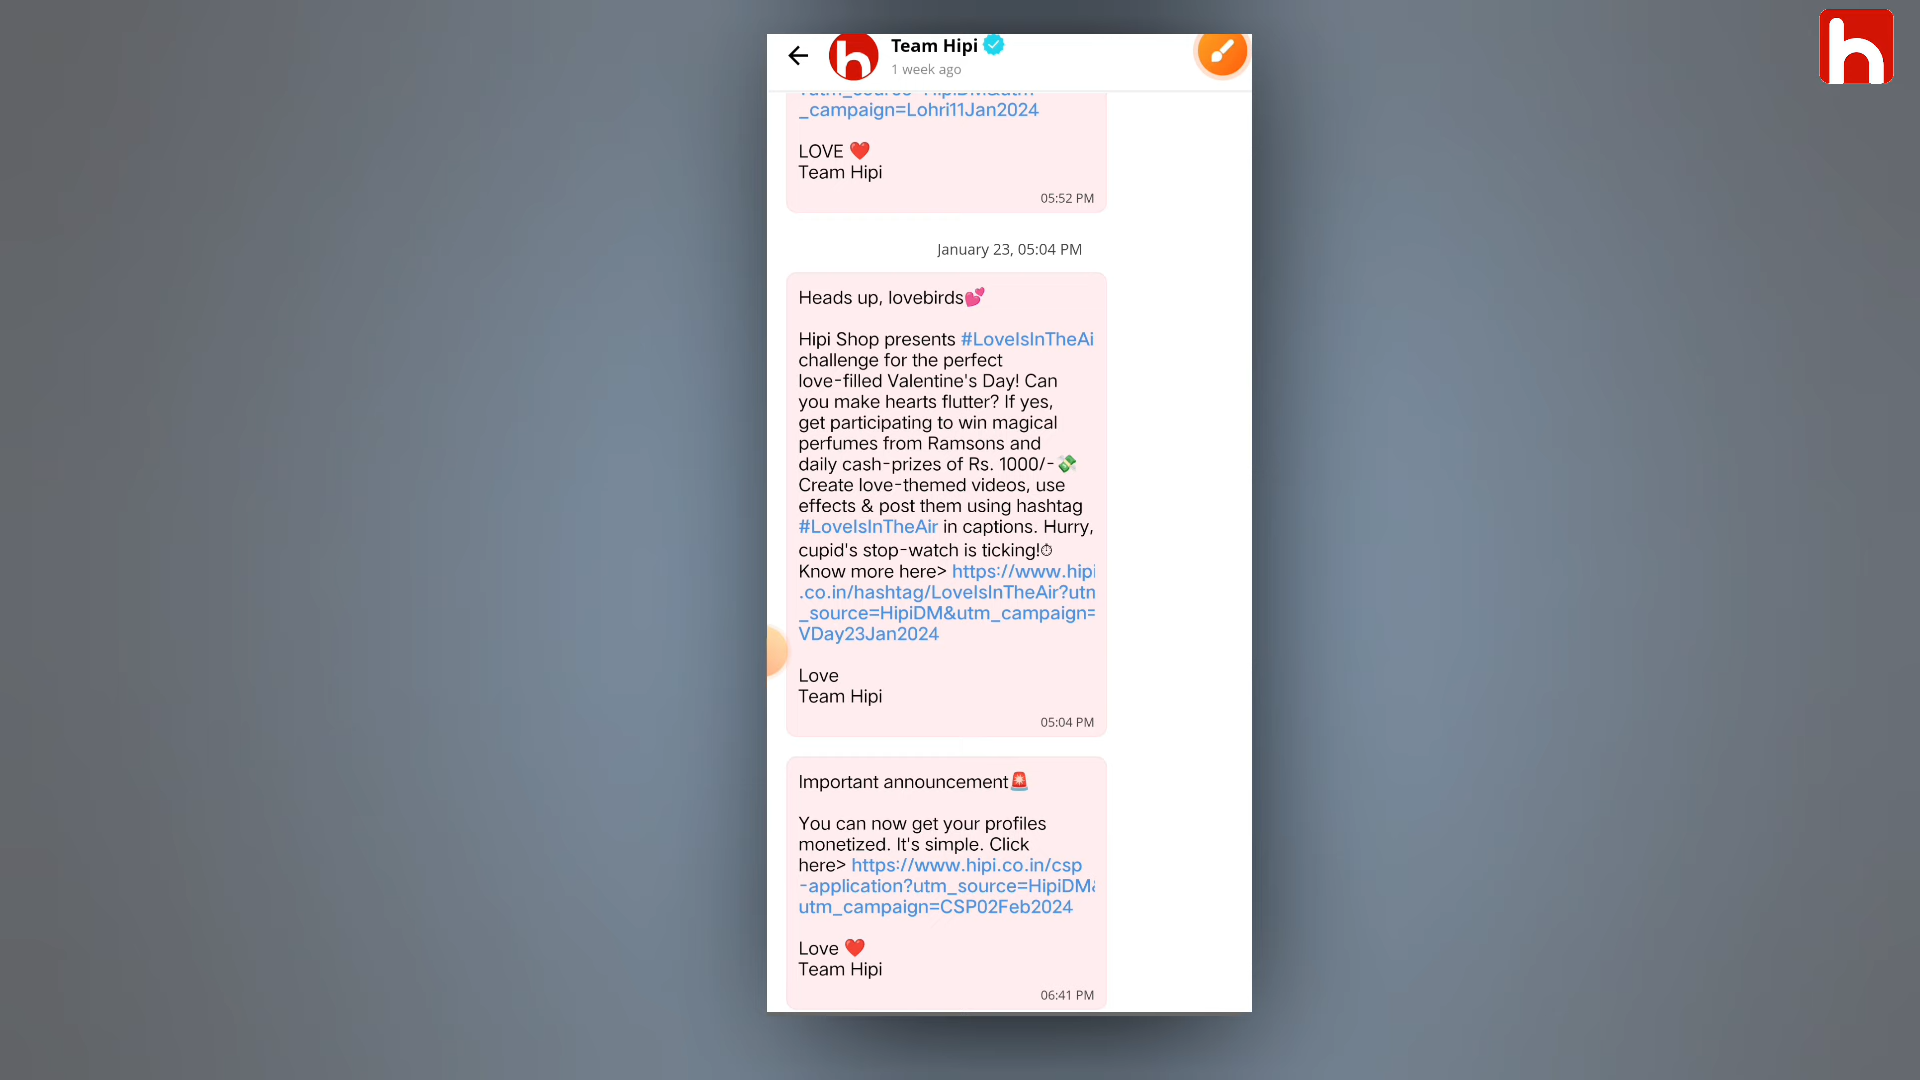 Team Hipi
1 week ago
_campaign=Lohri11Jan2024
LOVE ❤️
Team Hipi
05:52 PM
January 23, 05:04 PM
Heads up, lovebirds💕
Hipi Shop presents #LoveIsInTheAi
challenge for the perfect
love-filled Valentine's Day! Can
you make hearts flutter? If yes,
get participating to win magical
perfumes from Ramsons and
daily cash-prizes of Rs. 1000/-💸
Create love-themed videos, use
effects & post them using hashtag
#LoveIsInTheAir in captions. Hurry,
cupid's stop-watch is ticking!⏱
Know more here> https://www.hipi
.co.in/hashtag/LoveIsInTheAir?utm
_source=HipiDM&utm_campaign=
VDay23Jan2024
Love
Team Hipi
05:04 PM
Important announcement🚨
You can now get your profiles
monetized. It's simple. Click
here> https://www.hipi.co.in/csp
-application?utm_source=HipiDM&
utm_campaign=CSP02Feb2024
Love ❤️
Team Hipi
06:41 PM